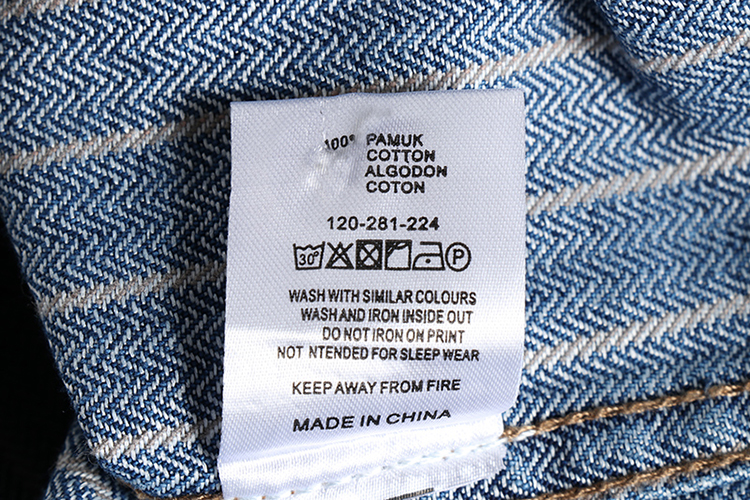 100% PAMUK
COTTON
ALGODON
COTON
120-281-224
30°
P
WASH WITH SIMILAR COLOURS
WASH AND IRON INSIDE OUT
DO NOT IRON ON PRINT
NOT NTENDED FOR SLEEP WEAR
KEEP AWAY FROM FIRE
MADE IN CHINA